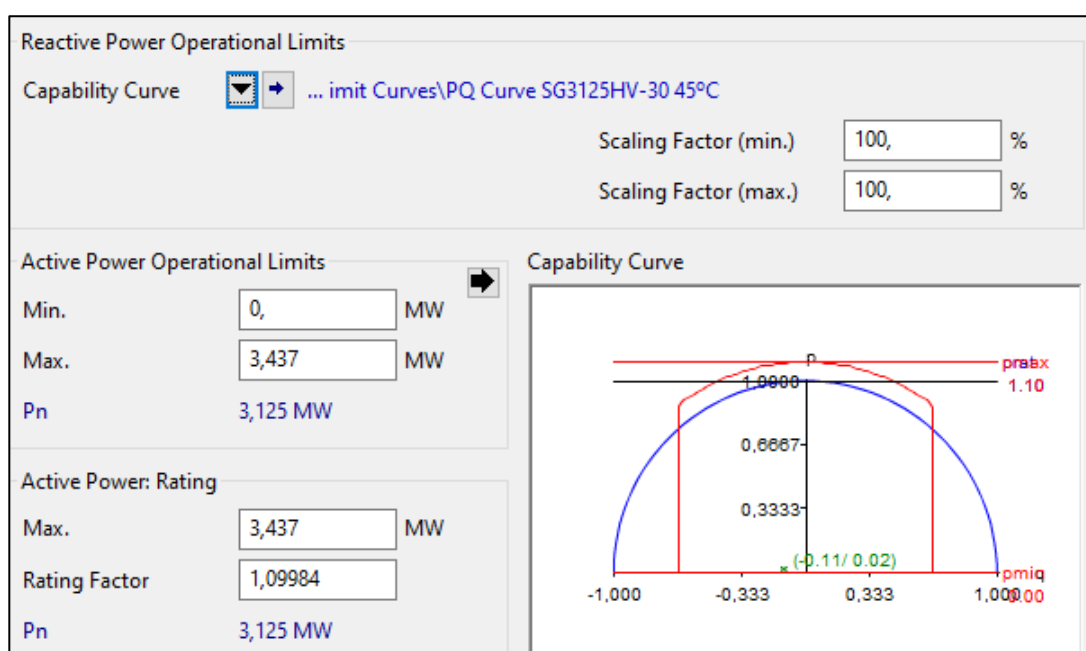 Reactive Power Operational Limits
Capability Curve ... imit Curves\PQ Curve SG3125HV-30 45ºC
Scaling Factor (min.) 100, %
Scaling Factor (max.) 100, %
Active Power Operational Limits
Min. 0, MW
Max. 3,437 MW
Pn 3,125 MW
Active Power: Rating
Max. 3,437 MW
Rating Factor 1,09984
Pn 3,125 MW
Capability Curve
p
1.10
1,0000
0,6667
0,3333
(-0.11/ 0.02)
-1,000 -0,333 0,333